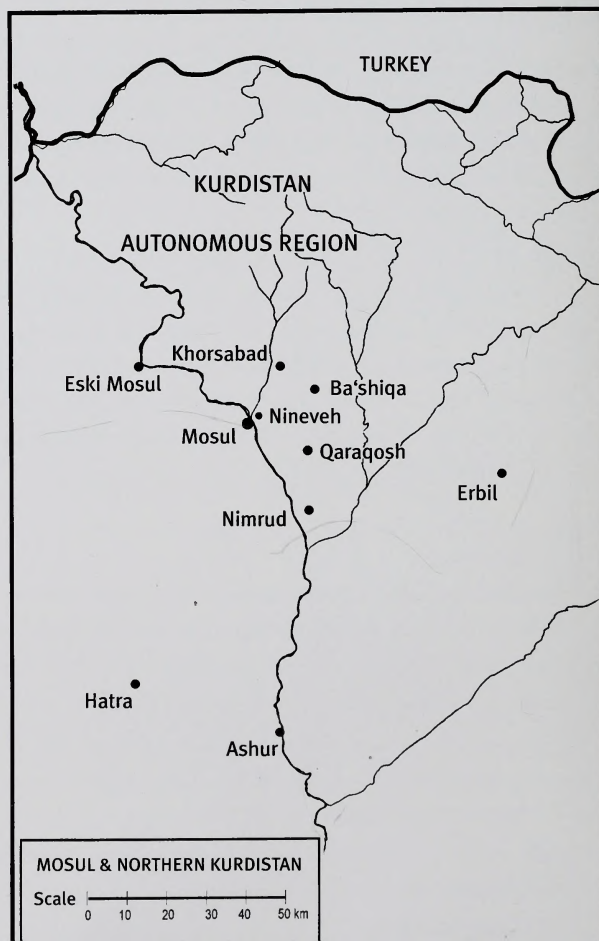 TURKEY
KURDISTAN
AUTONOMOUS REGION
Khorsabad
Eski Mosul
Ba‘shiqa
Nineveh
Mosul
Qaraqosh
Erbil
Nimrud
Hatra
Ashur
MOSUL & NORTHERN KURDISTAN
Scale
0 10 20 30 40 50 km